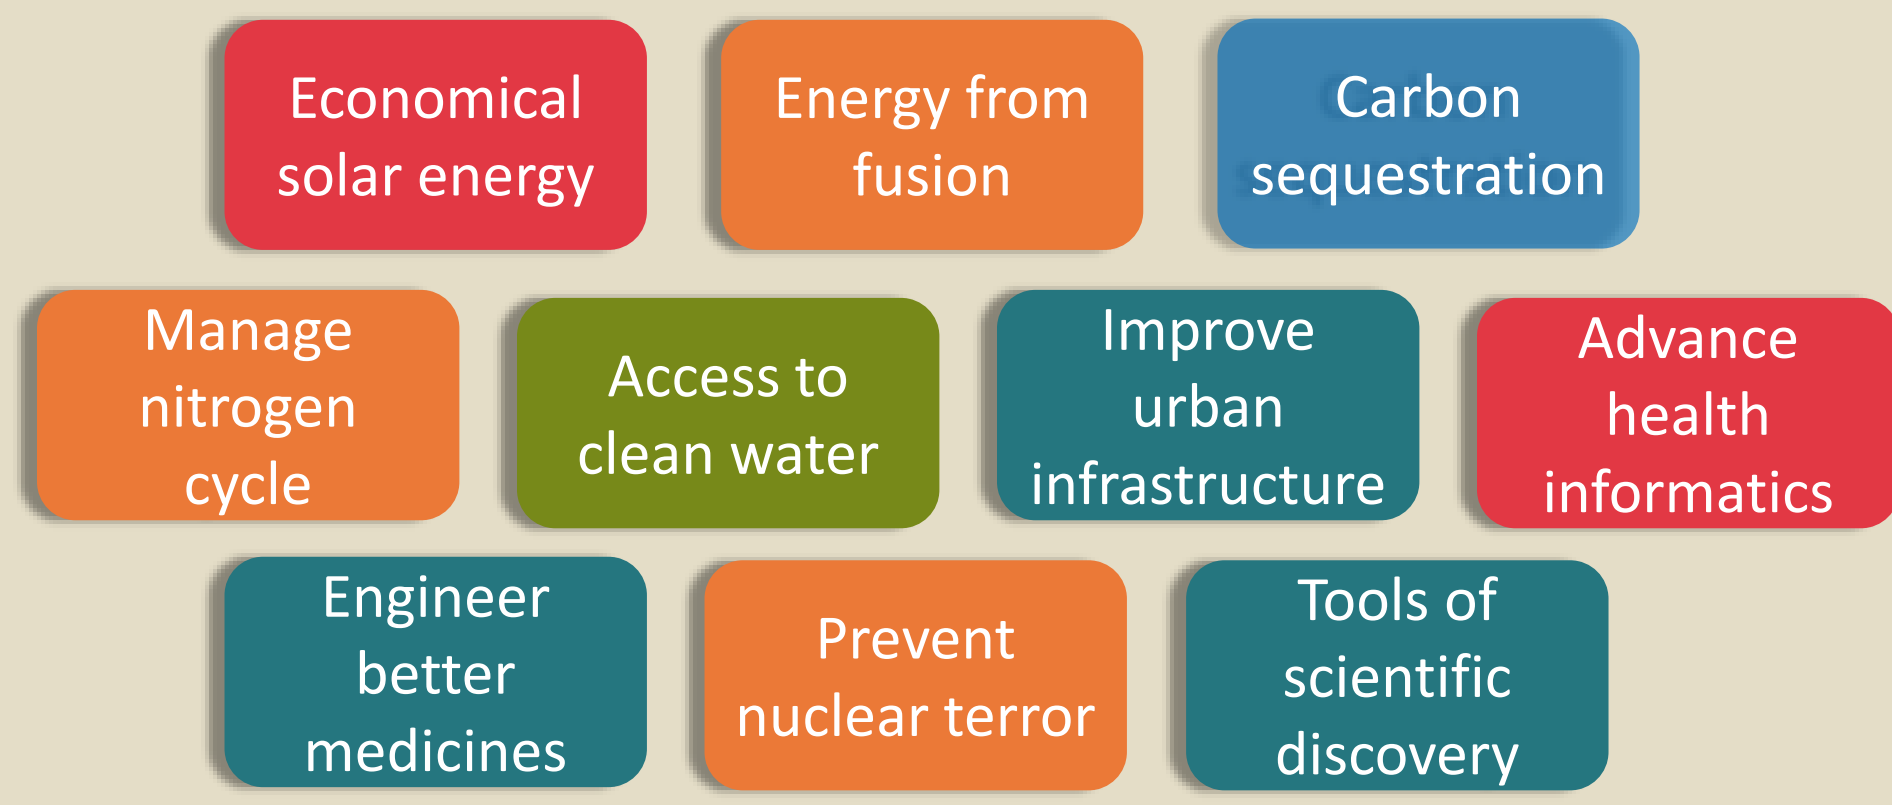 Economical
solar energy
Energy from
fusion
Carbon
sequestration
Manage
nitrogen
cycle
Access to
clean water
Improve
urban
infrastructure
Advance
health
informatics
Engineer
better
medicines
Prevent
nuclear terror
Tools of
scientific
discovery